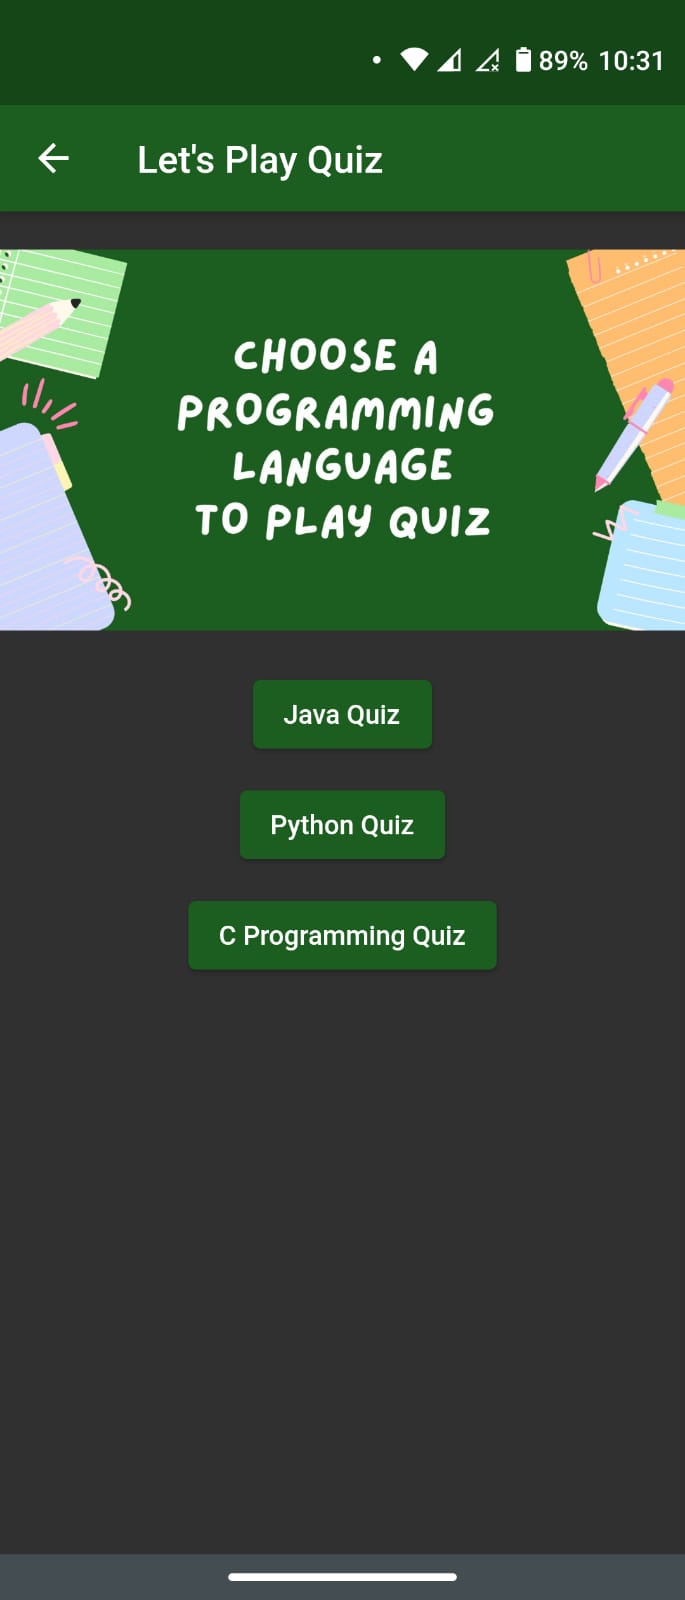 89% 10:31
Let's Play Quiz
CHOOSE A
PROGRAMMING
LANGUAGE
TO PLAY QUIZ
Java Quiz
Python Quiz
C Programming Quiz